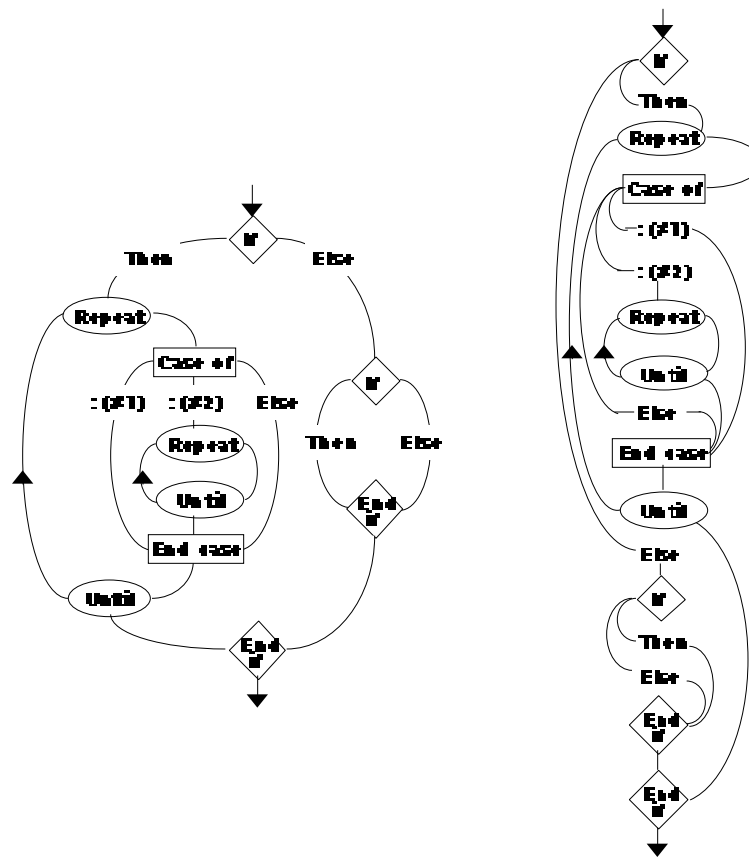 If
Then Else
Repeat
Case of
: (#1) : (#2) Else
If
Repeat
Then Else
Until
End
if
End case
Until
End
if
If
Then
Repeat
Case of
: (#1)
: (#2)
Repeat
Until
Else
End case
Until
Else
If
Then
Else
End
if
End
if